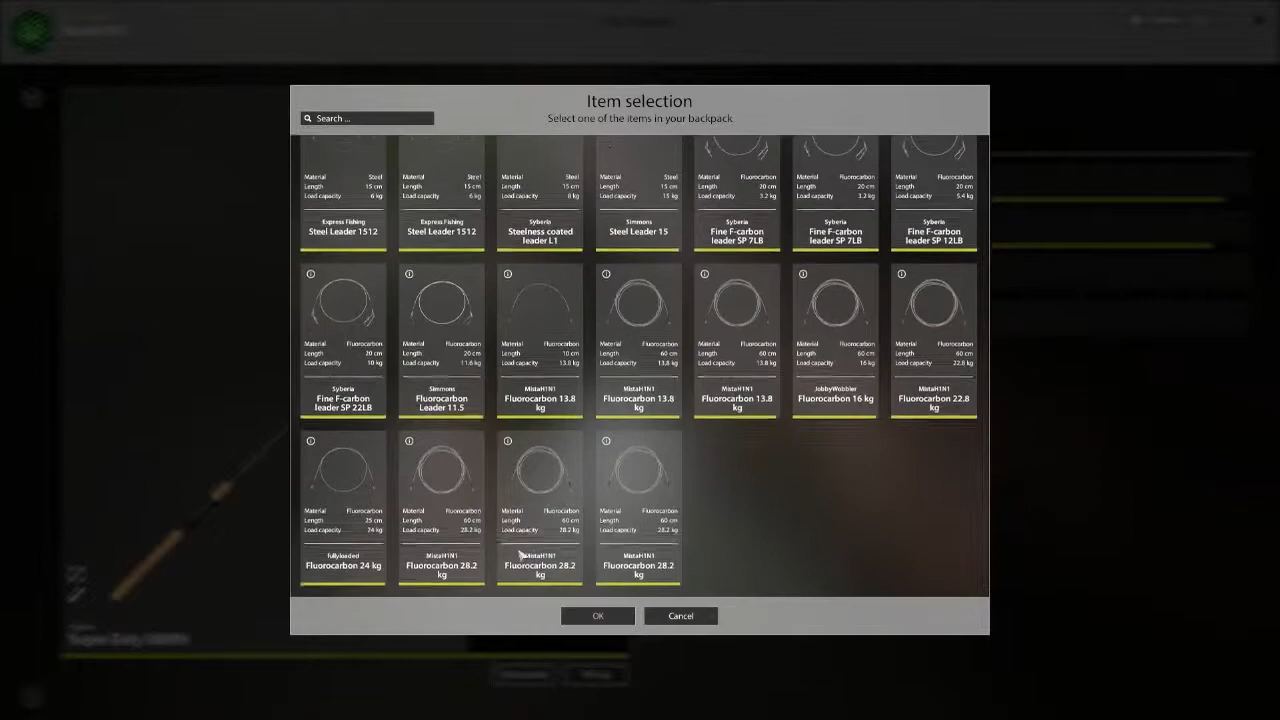 Item selection
Select one of the items in your backpack.
Search ...
Material Steel
Length 15 cm
Load capacity 6 kg
Express Fishing
Steel Leader 1512
Material Steel
Length 15 cm
Load capacity 6 kg
Express Fishing
Steel Leader 1512
Material Steel
Length 15 cm
Load capacity 8 kg
Syberia
Steelness coated
leader L1
Material Steel
Length 15 cm
Load capacity 15 kg
Simmons
Steel Leader 15
Material Fluorocarbon
Length 20 cm
Load capacity 3.2 kg
Syberia
Fine F-carbon
leader SP 7LB
Material Fluorocarbon
Length 20 cm
Load capacity 3.2 kg
Syberia
Fine F-carbon
leader SP 7LB
Material Fluorocarbon
Length 20 cm
Load capacity 5.4 kg
Syberia
Fine F-carbon
leader SP 12LB
Material Fluorocarbon
Length 20 cm
Load capacity 10 kg
Syberia
Fine F-carbon
leader SP 22LB
Material Fluorocarbon
Length 20 cm
Load capacity 11.6 kg
Simmons
Fluorocarbon
Leader 11.5
Material Fluorocarbon
Length 10 cm
Load capacity 13.8 kg
MistaH1N1
Fluorocarbon 13.8
kg
Material Fluorocarbon
Length 60 cm
Load capacity 13.8 kg
MistaH1N1
Fluorocarbon 13.8
kg
Material Fluorocarbon
Length 60 cm
Load capacity 13.8 kg
MistaH1N1
Fluorocarbon 13.8
kg
Material Fluorocarbon
Length 60 cm
Load capacity 16 kg
JobbyWobbler
Fluorocarbon 16 kg
Material Fluorocarbon
Length 60 cm
Load capacity 22.8 kg
MistaH1N1
Fluorocarbon 22.8
kg
Material Fluorocarbon
Length 25 cm
Load capacity 24 kg
fullyloaded
Fluorocarbon 24 kg
Material Fluorocarbon
Length 60 cm
Load capacity 28.2 kg
MistaH1N1
Fluorocarbon 28.2
kg
Material Fluorocarbon
Length 60 cm
Load capacity 28.2 kg
MistaH1N1
Fluorocarbon 28.2
kg
Material Fluorocarbon
Length 60 cm
Load capacity 28.2 kg
MistaH1N1
Fluorocarbon 28.2
kg
OK
Cancel